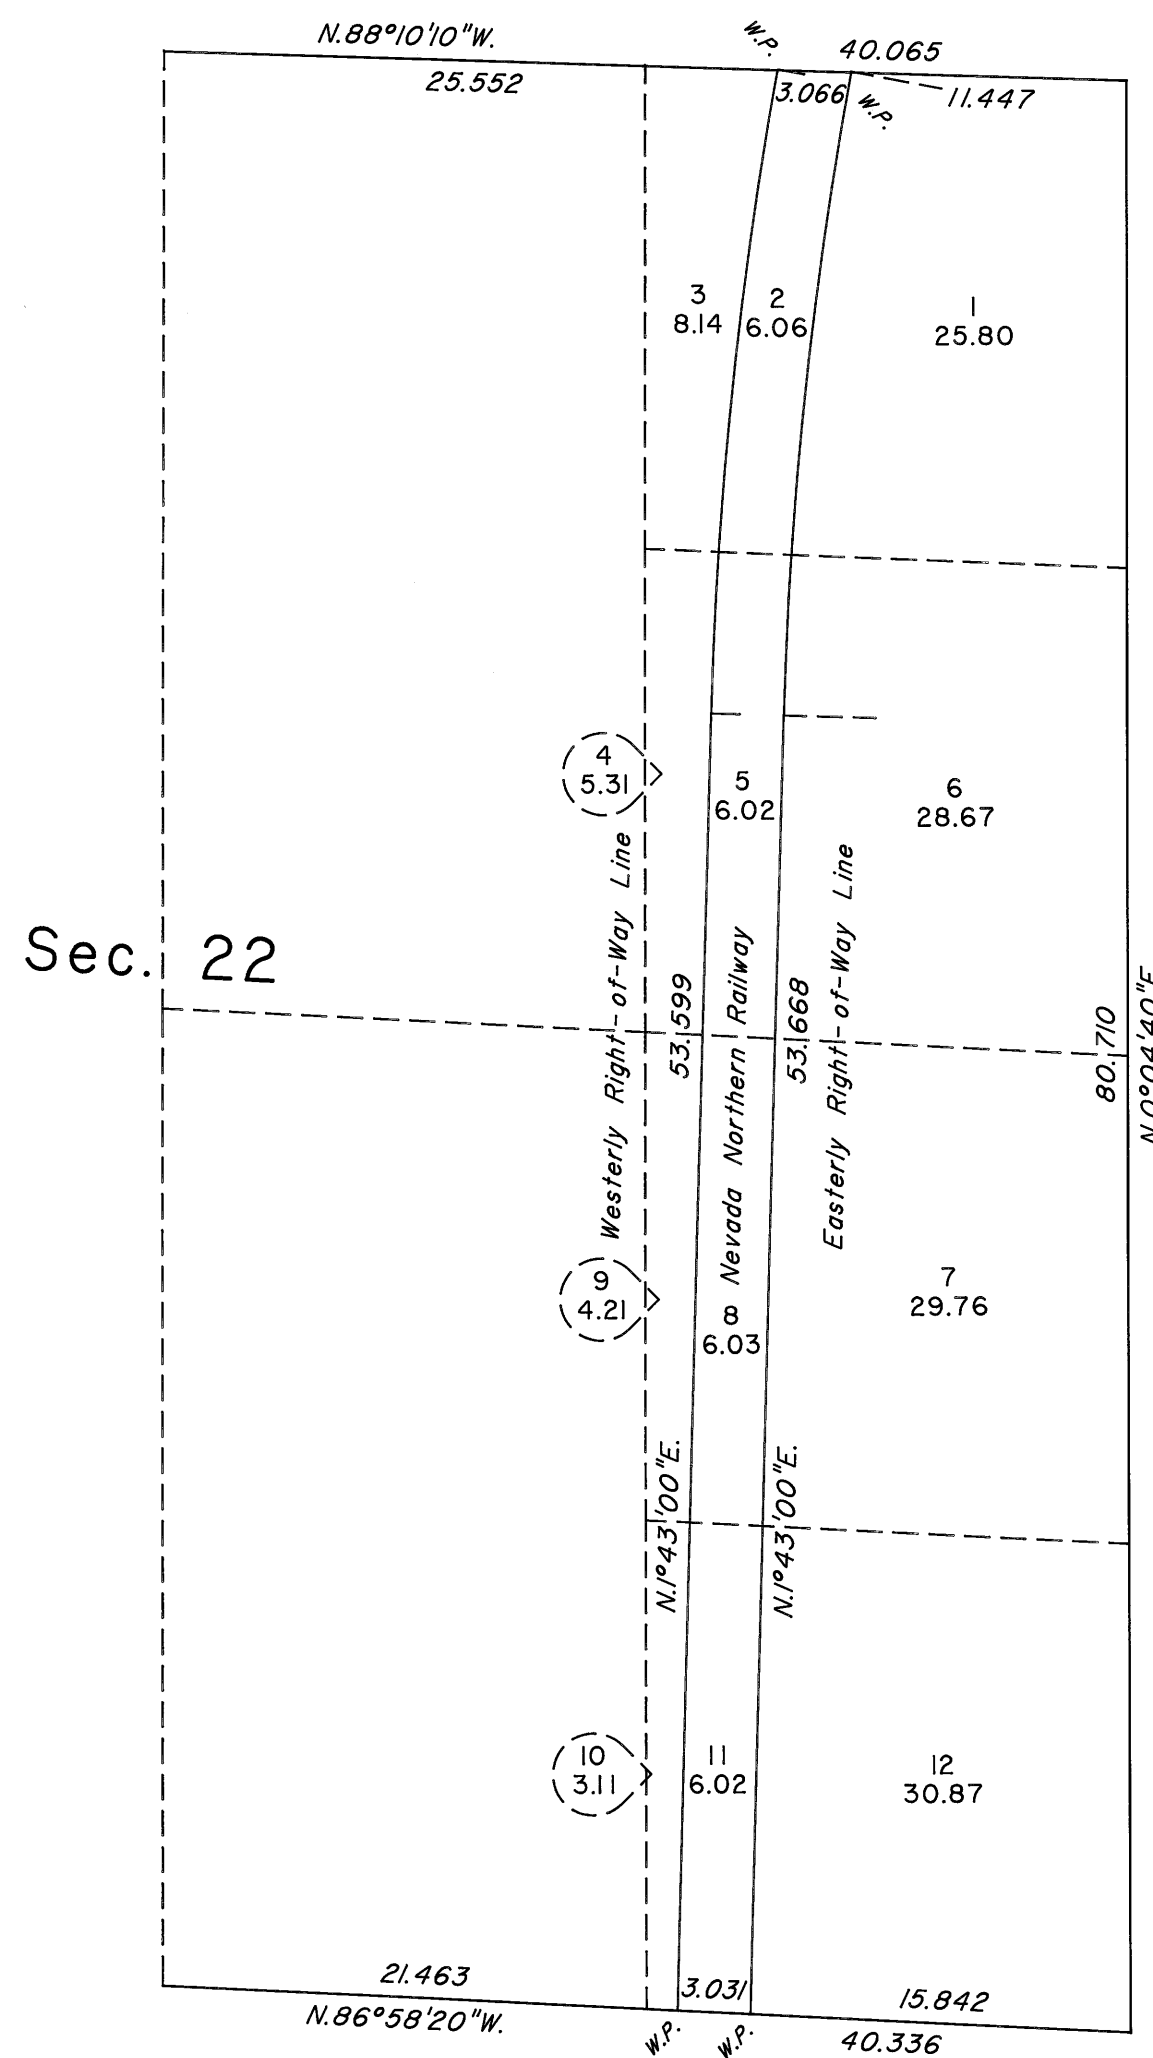 N.88°10'10"W.
W.P.
40.065
25.552
3.066
W.P.
11.447
3
8.14
2
6.06
1
25.80
4
5.31
5
6.02
6
28.67
Sec. 22
Westerly Right-of-Way Line
53.599
Nevada Northern Railway
53.668
Easterly Right-of-Way Line
80.710
N.0°04'40"E
9
4.21
8
6.03
7
29.76
N.1°43'00"E.
N.1°43'00"E.
10
3.11
11
6.02
12
30.87
21.463
3.031
15.842
N.86°58'20"W.
W.P.
W.P.
40.336